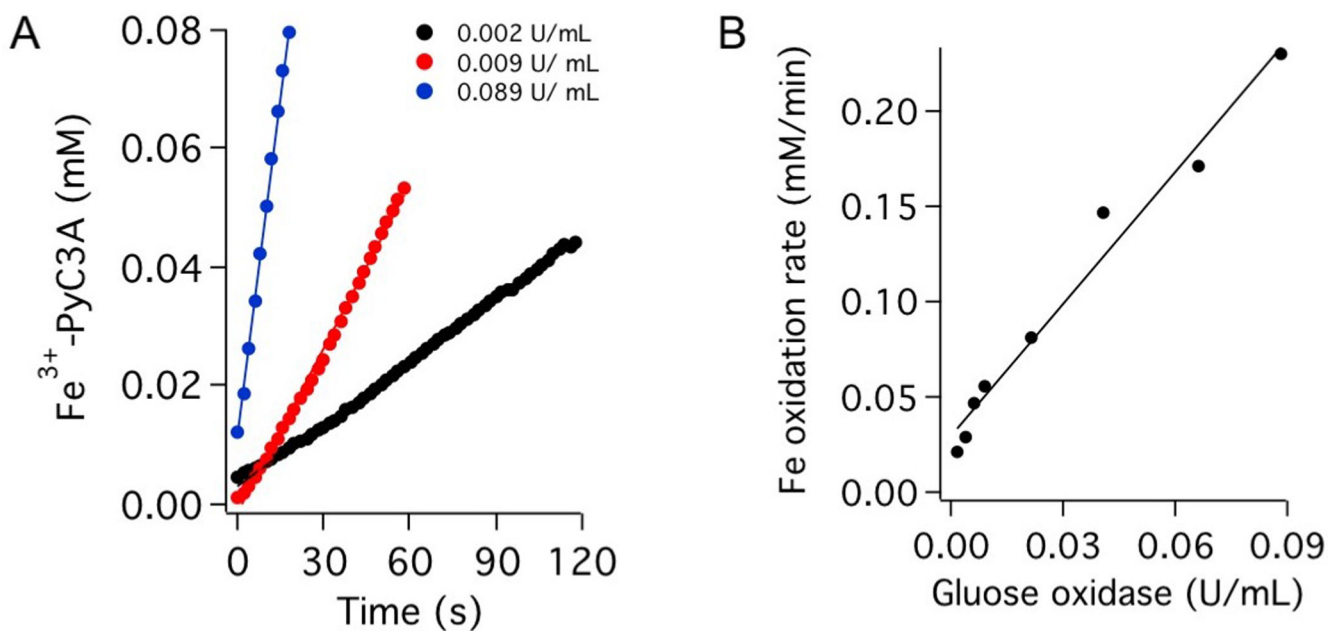 A
0.08
0.06
0.04
0.02
0.00
Fe3+-PyC3A (mM)
0.002 U/mL
0.009 U/ mL
0.089 U/ mL
0 30 60 90 120
Time (s)
B
0.20
0.15
0.10
0.05
0.00
Fe oxidation rate (mM/min)
0.00 0.03 0.06 0.09
Gluose oxidase (U/mL)